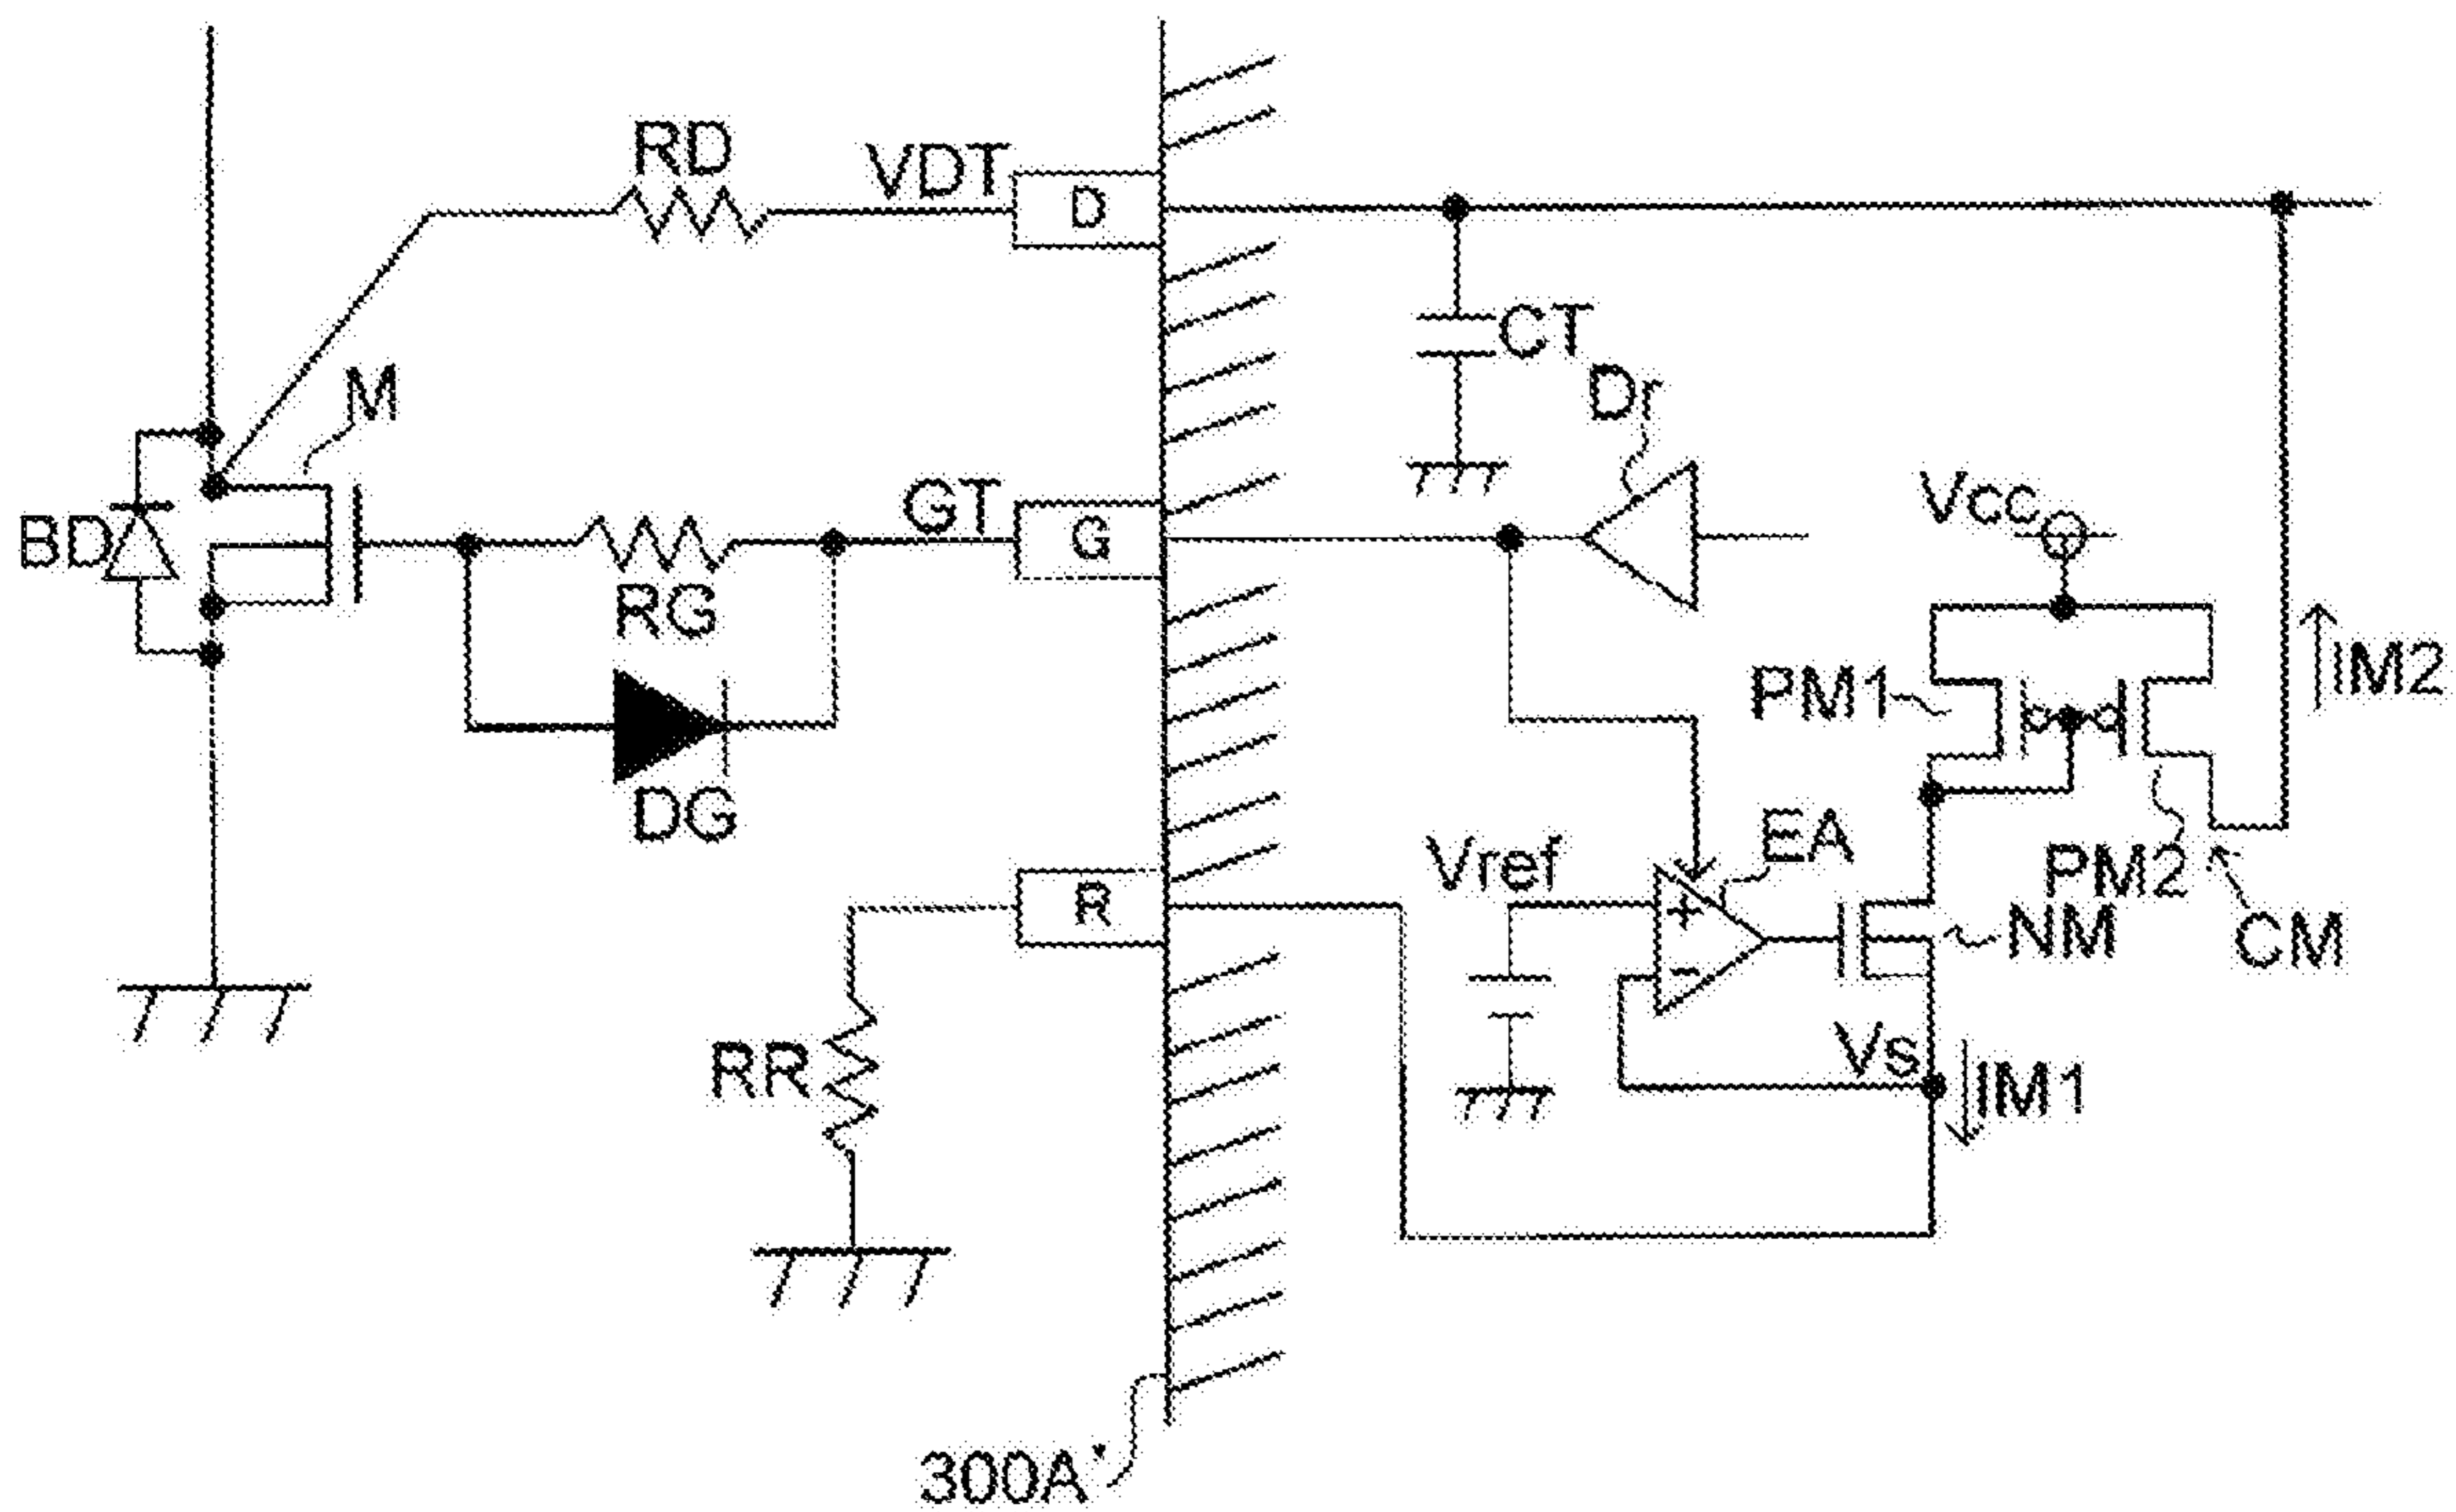 RD
VDT
D
M
CT
Dr
BD
GT
G
Vcc
RG
PM1
IM2
DG
Vref
EA
PM2
R
+
NM
CM
-
RR
Vs
IM1
300A'